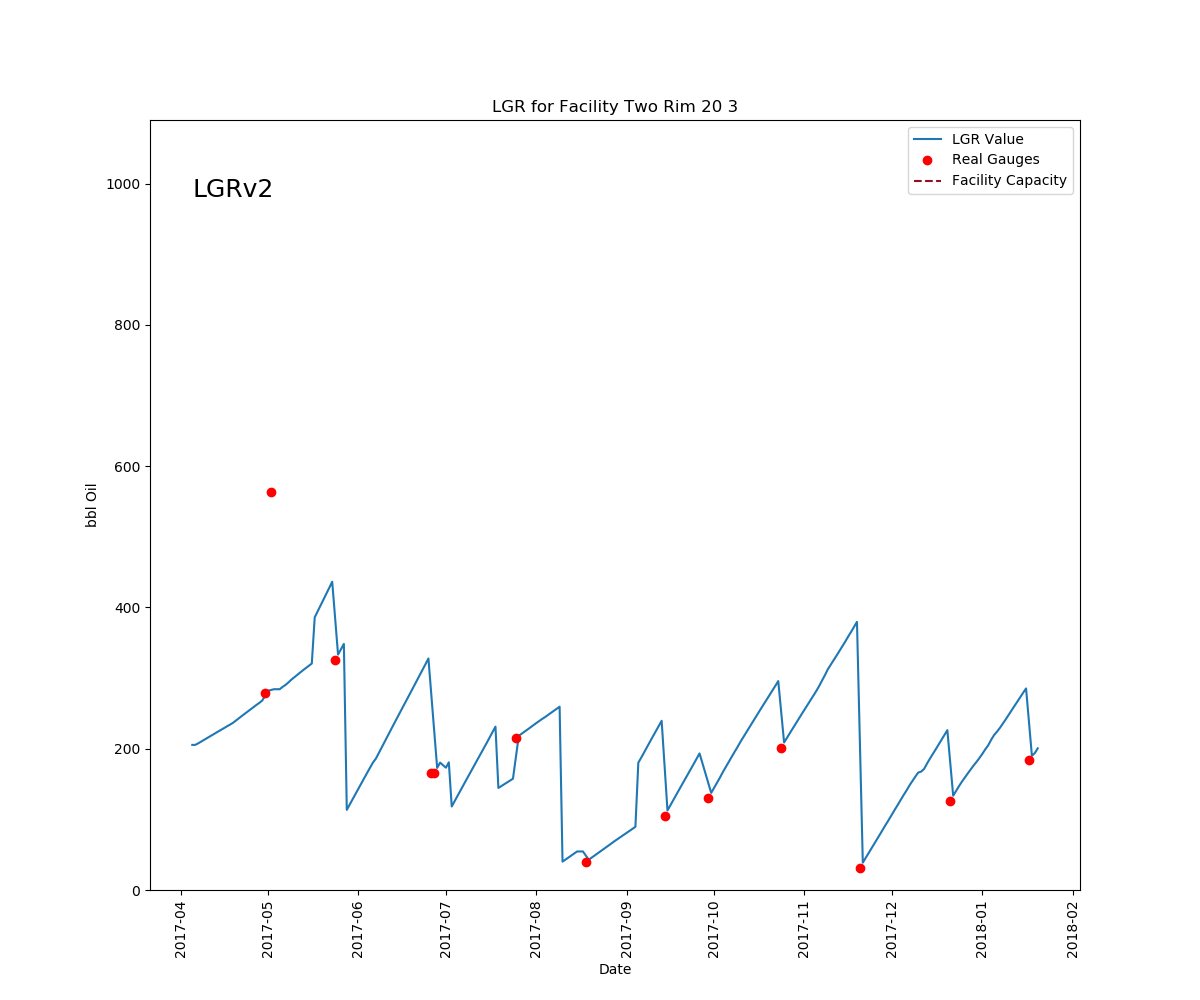 LGR for Facility Two Rim 20 3
LGRv2
LGR Value
Real Gauges
Facility Capacity
bbl Oil
1000
800
600
400
200
0
2017-04
2017-05
2017-06
2017-07
2017-08
2017-09
2017-10
2017-11
2017-12
2018-01
2018-02
Date